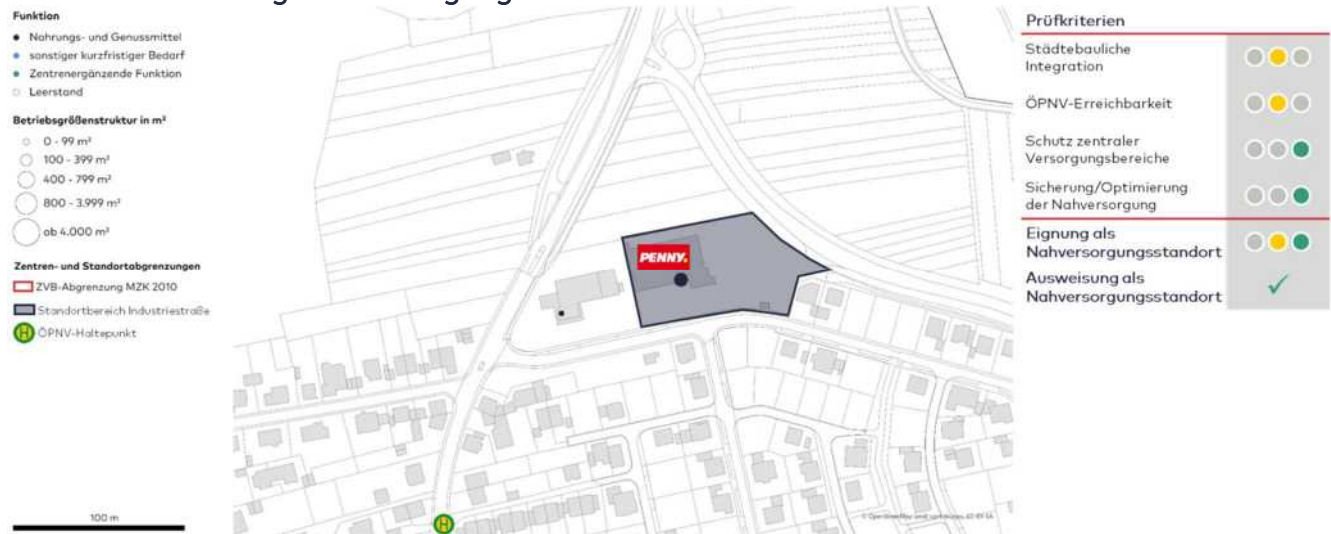 Funktion
Nahrungs- und Genussmittel
sonstiger kurzfristiger Bedarf
Zentrenergänzende Funktion
Leerstand
Betriebsgrößenstruktur in m²
0 - 99 m²
100 - 399 m²
400 - 799 m²
800 - 3.999 m²
ab 4.000 m²
Zentren- und Standortabgrenzungen
ZVB-Abgrenzung MZK 2010
Standortbereich Industriestraße
H ÖPNV-Haltepunkt
100 m
PENNY.
H
Prüfkriterien
Städtebauliche
Integration
ÖPNV-Erreichbarkeit
Schutz zentraler
Versorgungsbereiche
Sicherung/Optimierung
der Nahversorgung
Eignung als
Nahversorgungsstandort
Ausweisung als
Nahversorgungsstandort